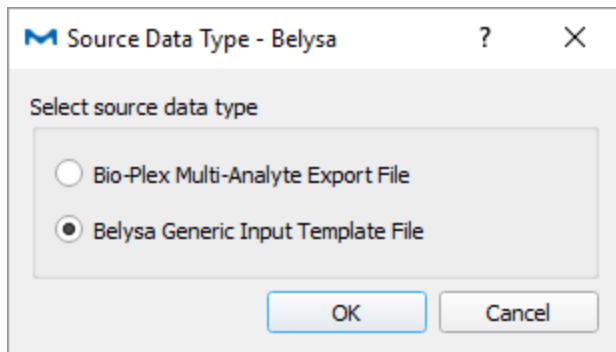 Source Data Type - Belysa ?
Select source data type
Bio-Plex Multi-Analyte Export File
Belysa Generic Input Template File
OK Cancel